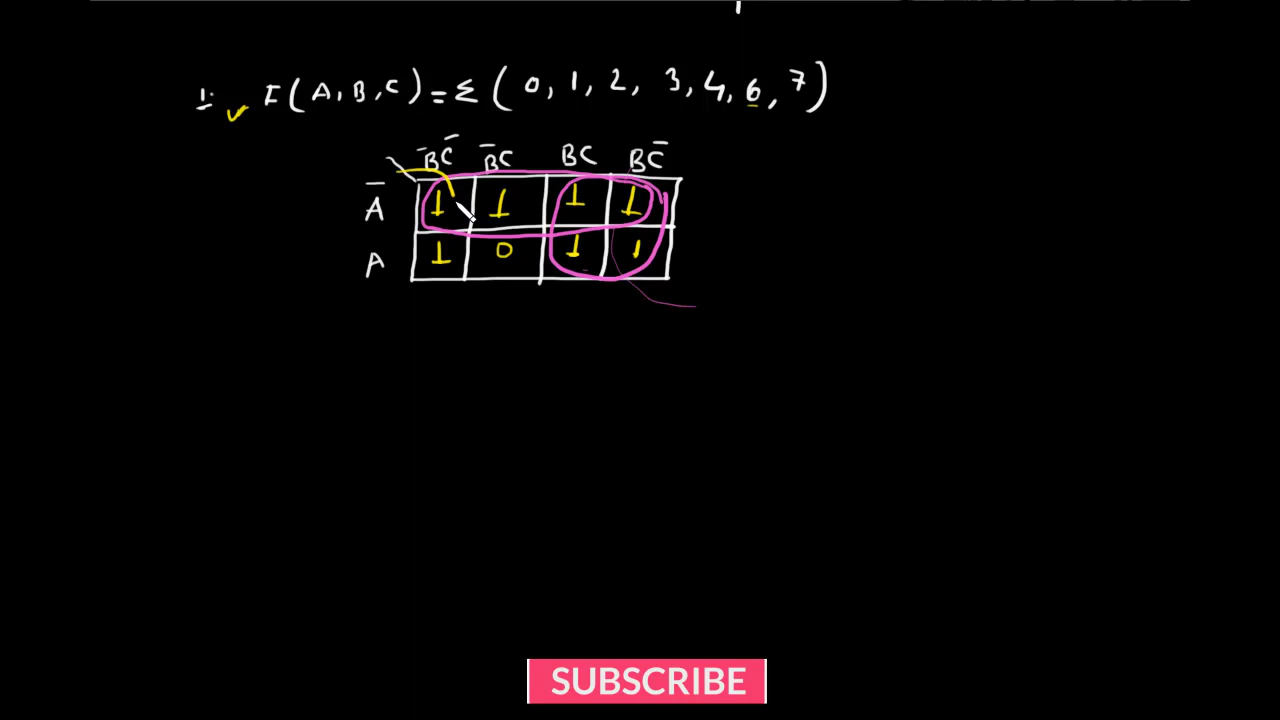 1. F(A, B, C) = Σ(0, 1, 2, 3, 4, 6, 7)
B̅C̅ B̅C BC BC̅
A̅ 1 1 1 1
A 1 0 1 1
SUBSCRIBE